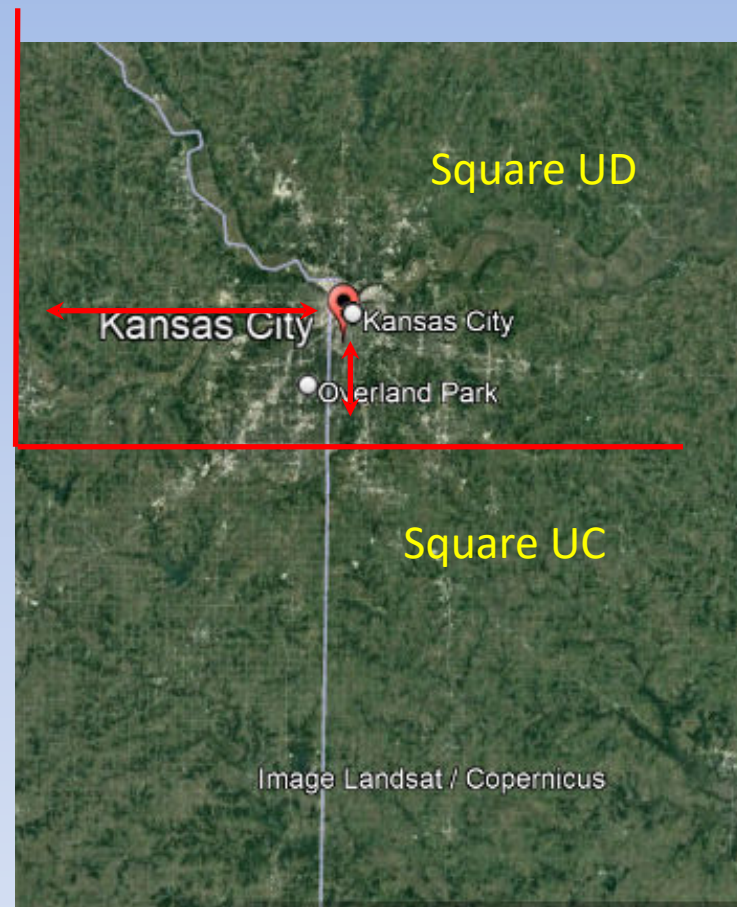 Square UD
Kansas City
Kansas City
Overland Park
Square UC
Image Landsat / Copernicus